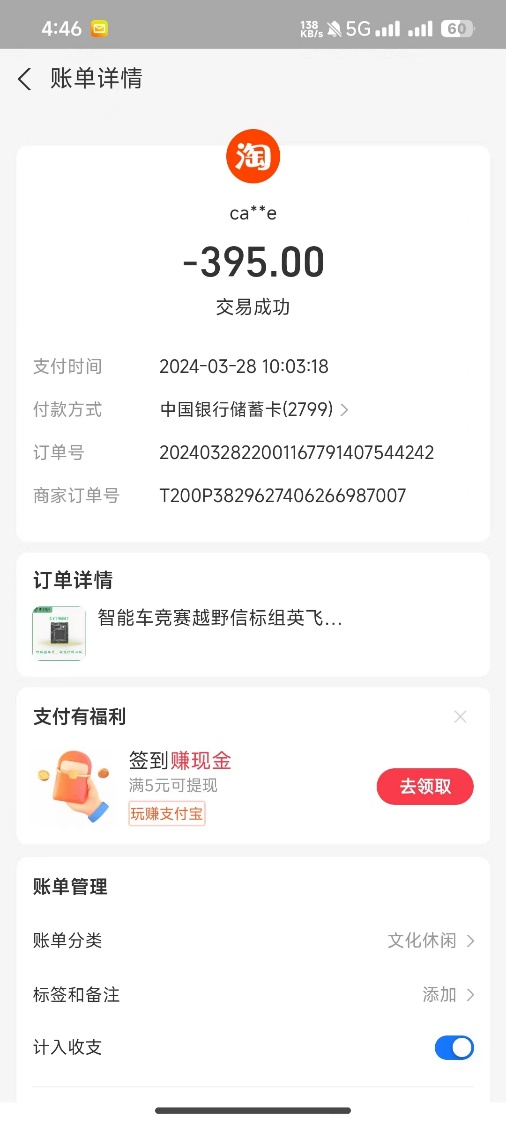 4:46
138 KB/s 5G 60
账单详情
淘
ca**e
-395.00
交易成功
支付时间 2024-03-28 10:03:18
付款方式 中国银行储蓄卡(2799)
订单号 2024032822001167791407544242
商家订单号 T200P3829627406266987007
订单详情
智能车竞赛越野信标组英飞...
支付有福利
签到赚现金
满5元可提现
去领取
玩赚支付宝
账单管理
账单分类 文化休闲
标签和备注 添加
计入收支